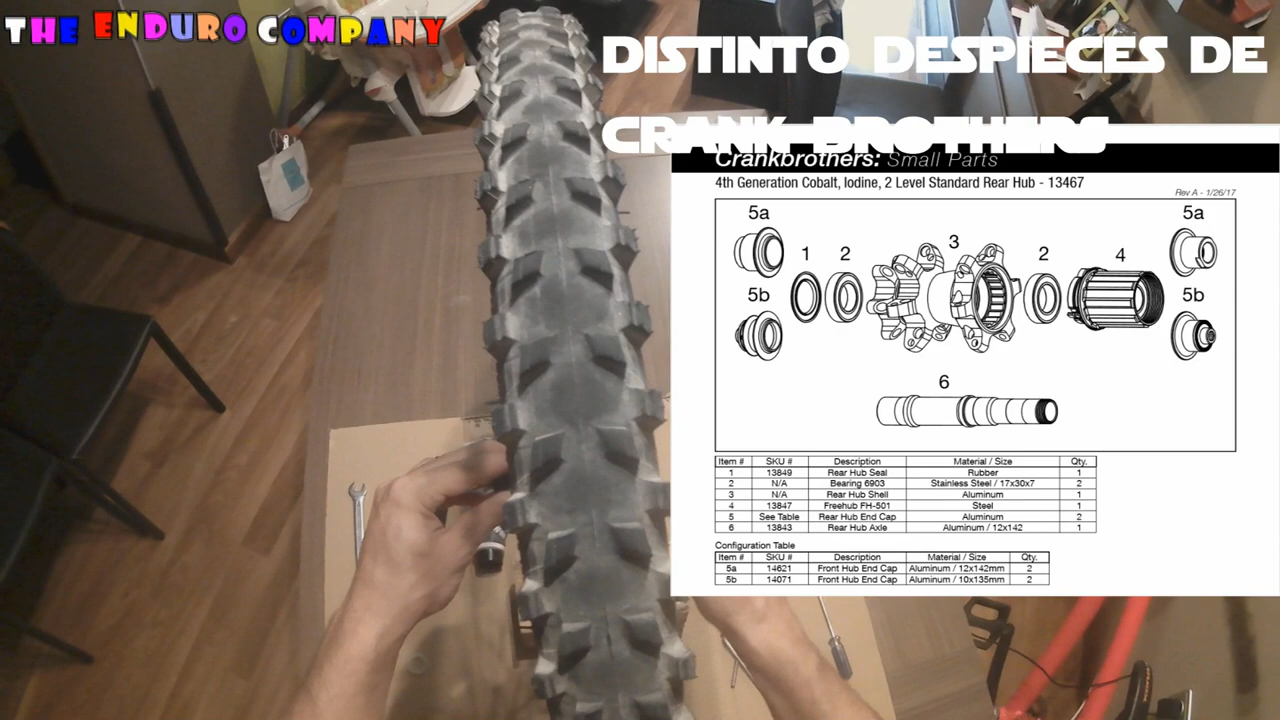 THE ENDURO COMPANY
DISTINTO DESPIECES DE
CRANK BROTHERS
Crankbrothers: Small Parts
4th Generation Cobalt, Iodine, 2 Level Standard Rear Hub - 13467
Rev A - 1/26/17
5a 5a
1 2 3 2 4
5b 5b
6
Item # SKU # Description Material / Size Qty.
1 13849 Rear Hub Seal Rubber 1
2 N/A Bearing 6903 Stainless Steel / 17x30x7 2
3 N/A Rear Hub Shell Aluminum 1
4 13847 Freehub FH-501 Steel 1
5 See Table Rear Hub End Cap Aluminum 2
6 13843 Rear Hub Axle Aluminum / 12x142 1
Configuration Table
Item # SKU # Description Material / Size Qty.
5a 14621 Front Hub End Cap Aluminum / 12x142mm 2
5b 14071 Front Hub End Cap Aluminum / 10x135mm 2